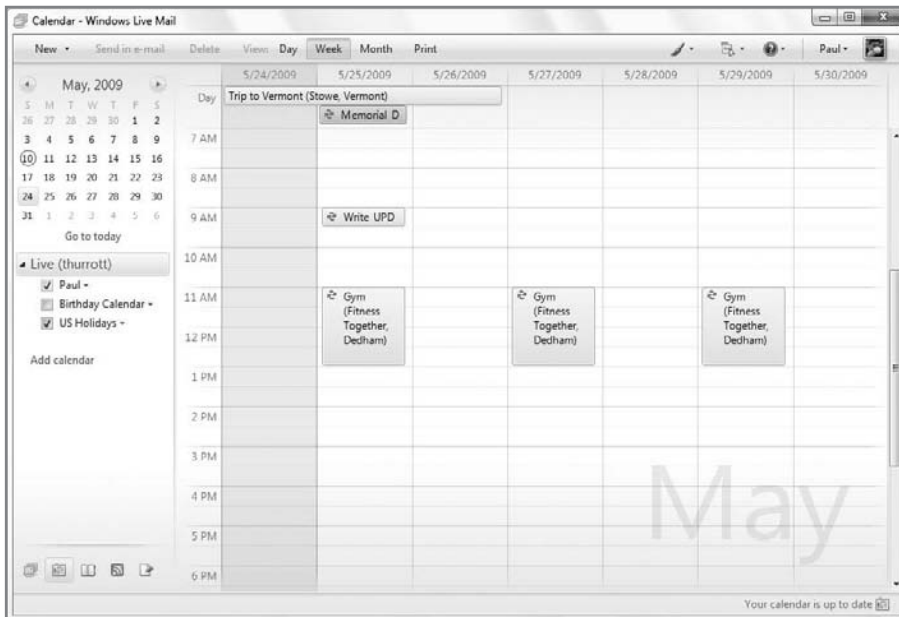 Calendar - Windows Live Mail
New Send in e-mail Delete View: Day Week Month Print Paul
May, 2009
S M T W T F S
26 27 28 29 30 1 2
3 4 5 6 7 8 9
10 11 12 13 14 15 16
17 18 19 20 21 22 23
24 25 26 27 28 29 30
31 1 2 3 4 5 6
Go to today
Live (thurrott)
Paul
Birthday Calendar
US Holidays
Add calendar
5/24/2009 5/25/2009 5/26/2009 5/27/2009 5/28/2009 5/29/2009 5/30/2009
Day
Trip to Vermont (Stowe, Vermont)
Memorial D
7 AM
8 AM
9 AM
Write UPD
10 AM
11 AM
Gym
(Fitness
Together,
Dedham)
Gym
(Fitness
Together,
Dedham)
Gym
(Fitness
Together,
Dedham)
12 PM
1 PM
2 PM
3 PM
4 PM
5 PM
6 PM
May
Your calendar is up to date